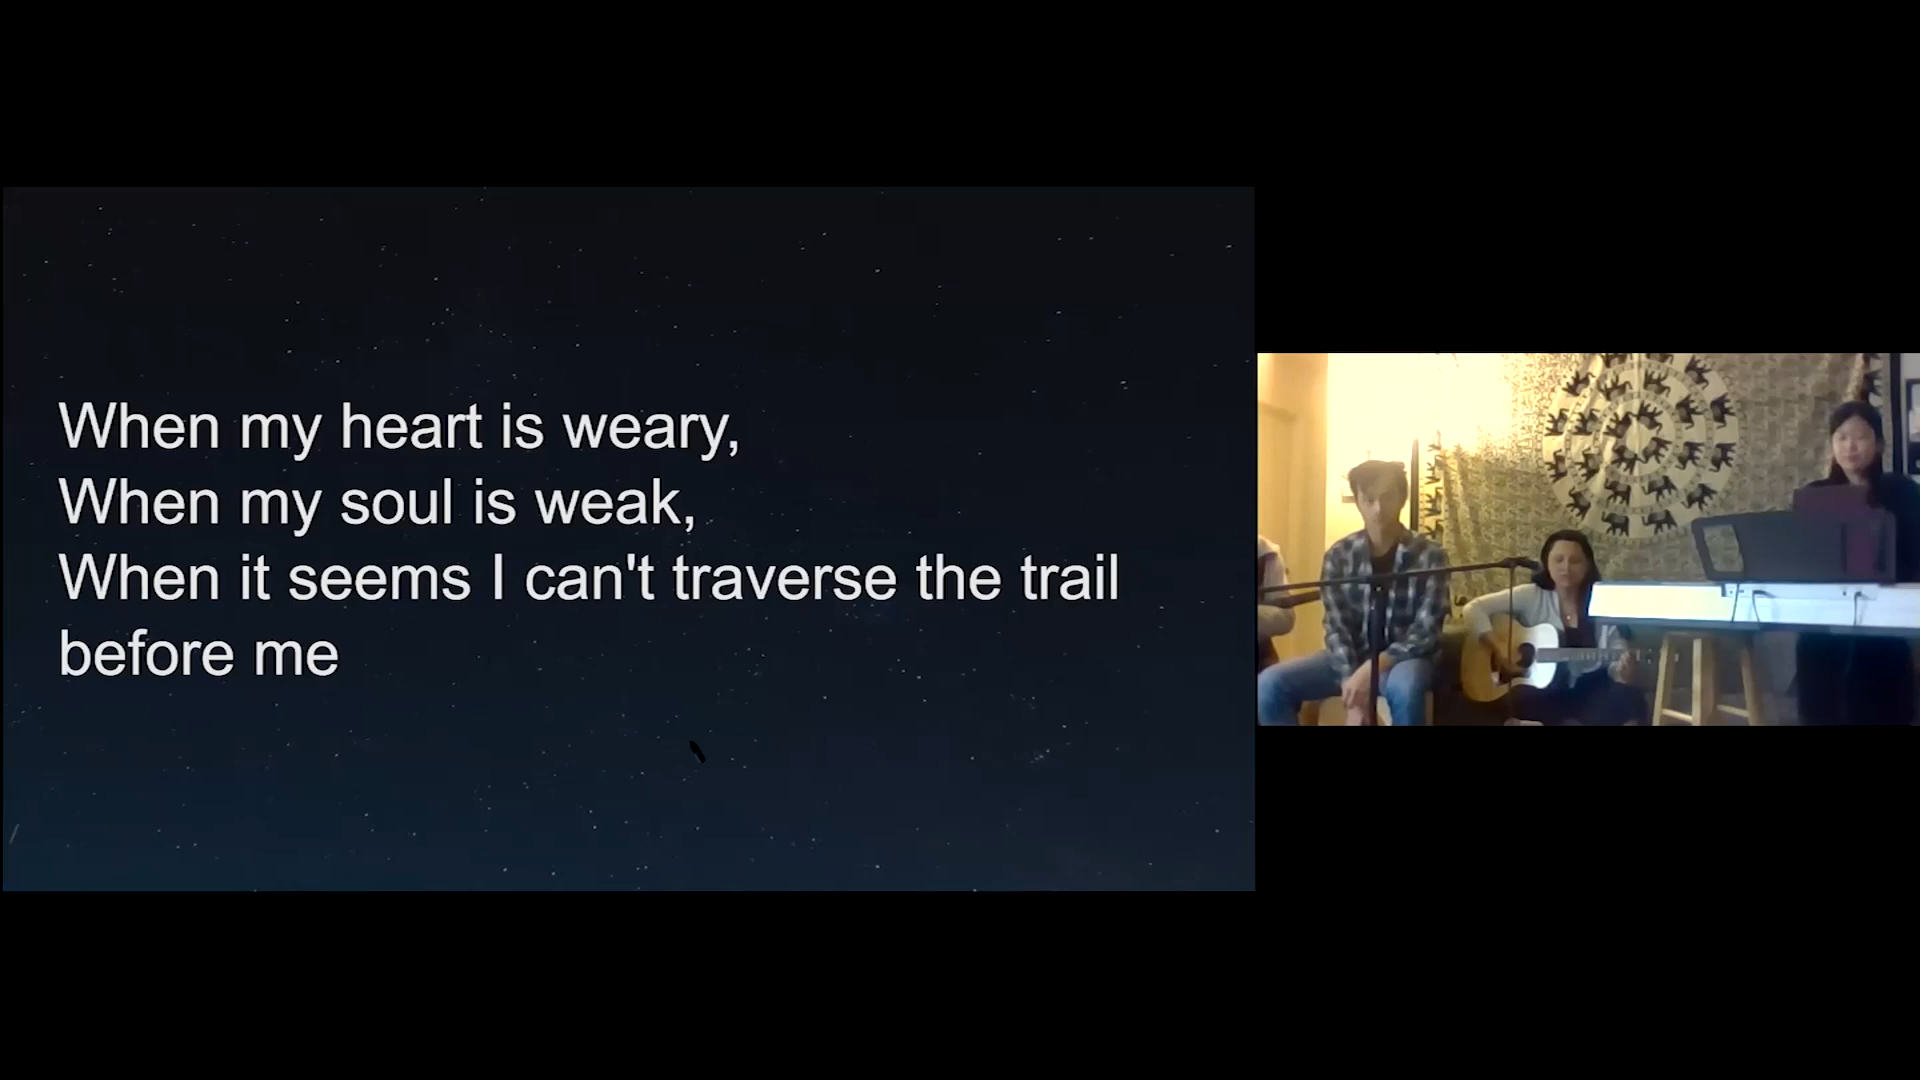 When my heart is weary,
When my soul is weak,
When it seems I can't traverse the trail
before me